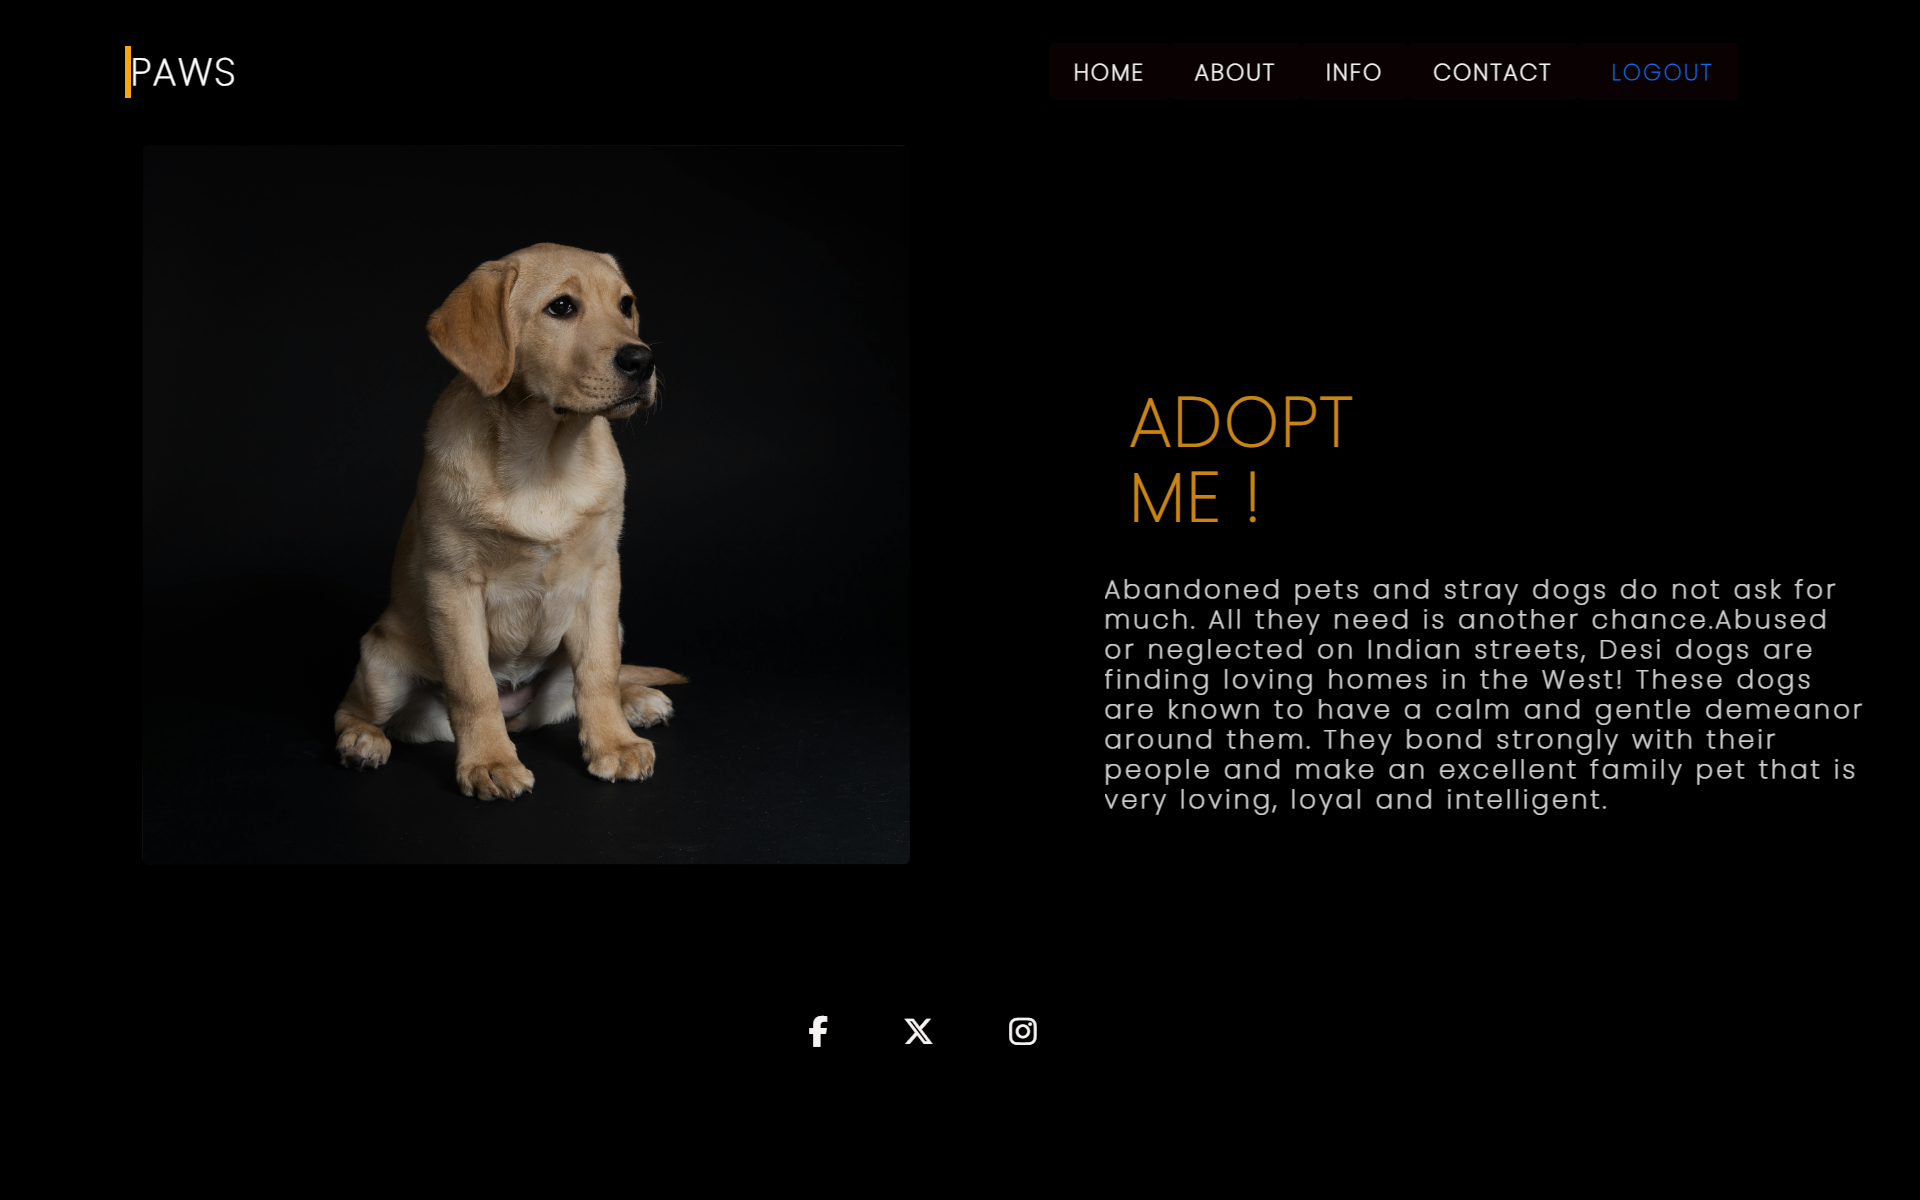 PAWS
HOME ABOUT INFO CONTACT LOGOUT
ADOPT
ME !
Abandoned pets and stray dogs do not ask for
much. All they need is another chance.Abused
or neglected on Indian streets, Desi dogs are
finding loving homes in the West! These dogs
are known to have a calm and gentle demeanor
around them. They bond strongly with their
people and make an excellent family pet that is
very loving, loyal and intelligent.